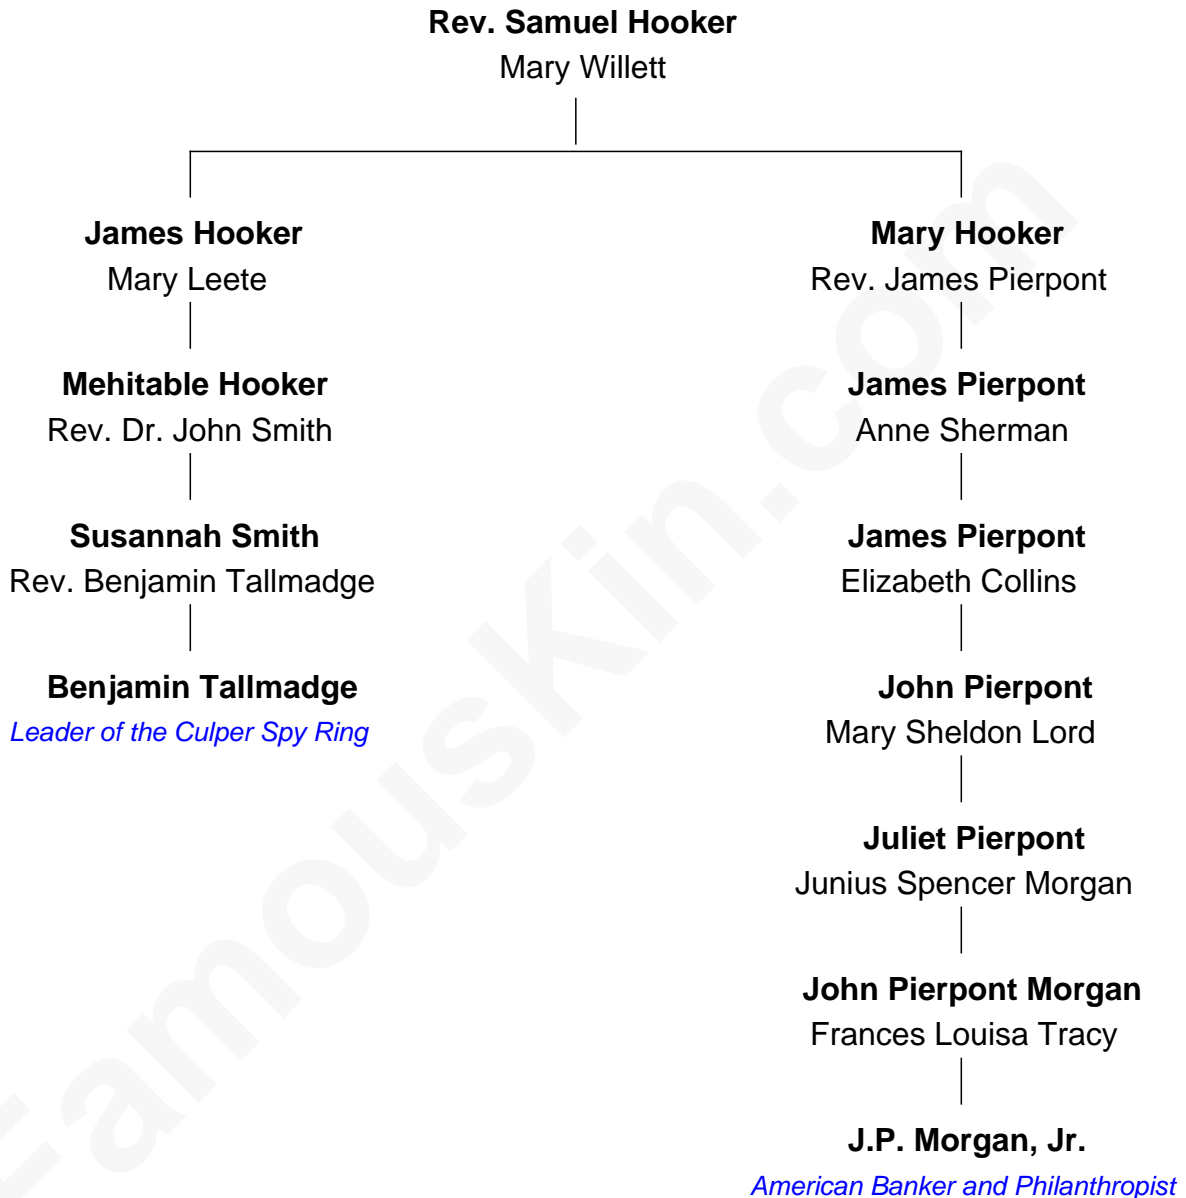 Rev. Samuel Hooker
Mary Willett
James Hooker
Mary Leete
Mehitable Hooker
Rev. Dr. John Smith
Susannah Smith
Rev. Benjamin Tallmadge
Benjamin Tallmadge
Leader of the Culper Spy Ring
Mary Hooker
Rev. James Pierpont
James Pierpont
Anne Sherman
James Pierpont
Elizabeth Collins
John Pierpont
Mary Sheldon Lord
Juliet Pierpont
Junius Spencer Morgan
John Pierpont Morgan
Frances Louisa Tracy
J.P. Morgan, Jr.
American Banker and Philanthropist
FamousKin.com